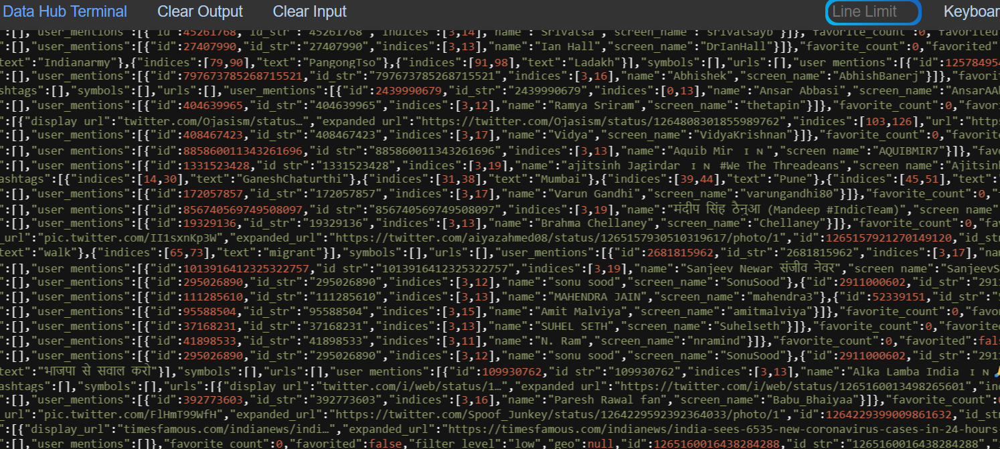 Data Hub Terminal Clear Output Clear Input Line Limit Keyboar
":[],"user_mentions":[{"id":45261768,"id_str":"45261768","indices":[3,14],"name":"Srivatsa","screen_name":"srivatsayb"}]},"favorite_count":0,"favorited
":[],"user_mentions":[{"id":27407990,"id_str":"27407990","indices":[3,13],"name":"Ian Hall","screen_name":"DrIanHall"}]},"favorite_count":0,"favorited"
text":"Indianarmy"},{"indices":[79,90],"text":"PangongTso"},{"indices":[91,98],"text":"Ladakh"}],"symbols":[],"urls":[],"user_mentions":[{"id":125784954
":[],"user_mentions":[{"id":797673785268715521,"id_str":"797673785268715521","indices":[3,16],"name":"Abhishek","screen_name":"AbhishBanerj"}]},"favori
shtags":[],"symbols":[],"urls":[],"user_mentions":[{"id":2439990679,"id_str":"2439990679","indices":[0,13],"name":"Ansar Abbasi","screen_name":"AnsarAA
":[],"user_mentions":[{"id":404639965,"id_str":"404639965","indices":[3,12],"name":"Ramya Sriram","screen_name":"thetapin"}]},"favorite_count":0,"favor
":[{"display_url":"twitter.com/Ojasism/status…","expanded_url":"https://twitter.com/Ojasism/status/1264808301855989762","indices":[103,126],"url":"http
":[],"user_mentions":[{"id":408467423,"id_str":"408467423","indices":[3,17],"name":"Vidya","screen_name":"VidyaKrishnan"}]},"favorite_count":0,"favorit
":[],"user_mentions":[{"id":885860011343261696,"id_str":"885860011343261696","indices":[3,13],"name":"Aquib Mir ɪ ɴ","screen_name":"AQUIBMIR7"}]},"favo
":[],"user_mentions":[{"id":1331523428,"id_str":"1331523428","indices":[3,19],"name":"ajitsinh Jagirdar ɪ ɴ #We The Threadeans","screen_name":"Ajitsin
ashtags":[{"indices":[14,30],"text":"GaneshChaturthi"},{"indices":[31,38],"text":"Mumbai"},{"indices":[39,44],"text":"Pune"},{"indices":[45,51],"text":"
":[],"user_mentions":[{"id":172057857,"id_str":"172057857","indices":[3,17],"name":"Varun Gandhi","screen_name":"varungandhi80"}]},"favorite_count":0,"
":[],"user_mentions":[{"id":856740569749508097,"id_str":"856740569749508097","indices":[3,19],"name":"मंदीप सिंह ठैनुआ (Mandeep #IndicTeam)","screen_name"
":[],"user_mentions":[{"id":19329136,"id_str":"19329136","indices":[3,13],"name":"Brahma Chellaney","screen_name":"Chellaney"}]},"favorite_count":0,"fa
_url":"pic.twitter.com/II1sxnKp3W","expanded_url":"https://twitter.com/aiyazahmed08/status/1265157930510319617/photo/1","id":1265157921270149120,"id_st
text":"walk"},{"indices":[65,73],"text":"migrant"}],"symbols":[],"urls":[],"user_mentions":[{"id":2681815962,"id_str":"2681815962","indices":[3,17],"na
":[],"user_mentions":[{"id":1013916412325322757,"id_str":"1013916412325322757","indices":[3,19],"name":"Sanjeev Newar संजीव नेवर","screen_name":"SanjeevS
":[],"user_mentions":[{"id":295026890,"id_str":"295026890","indices":[3,12],"name":"sonu sood","screen_name":"SonuSood"},{"id":2911000602,"id_str":"291
":[],"user_mentions":[{"id":111285610,"id_str":"111285610","indices":[3,13],"name":"MAHENDRA JAIN","screen_name":"mahendra3"},{"id":52339151,"id_str":"
":[],"user_mentions":[{"id":95588504,"id_str":"95588504","indices":[3,15],"name":"Amit Malviya","screen_name":"amitmalviya"}]},"favorite_count":0,"favo
":[],"user_mentions":[{"id":37168231,"id_str":"37168231","indices":[3,13],"name":"SUHEL SETH","screen_name":"Suhelseth"}]},"favorite_count":0,"favorite
":[],"user_mentions":[{"id":41898533,"id_str":"41898533","indices":[3,11],"name":"N. Ram","screen_name":"nramind"}]},"favorite_count":0,"favorited":fal
":[],"user_mentions":[{"id":295026890,"id_str":"295026890","indices":[3,12],"name":"sonu sood","screen_name":"SonuSood"},{"id":2911000602,"id_str":"291
text":"भाजपा से सवाल करो"}],"symbols":[],"urls":[],"user_mentions":[{"id":109930762,"id_str":"109930762","indices":[3,13],"name":"Alka Lamba India ɪ ɴ
ashtags":[],"symbols":[],"urls":[{"display_url":"twitter.com/i/web/status/1…","expanded_url":"https://twitter.com/i/web/status/1265160013498265601","in
":[],"user_mentions":[{"id":392773603,"id_str":"392773603","indices":[3,16],"name":"Paresh Rawal fan","screen_name":"Babu_Bhaiyaa"}]},"favorite_count":
_url":"pic.twitter.com/FlHmT99WfH","expanded_url":"https://twitter.com/Spoof_Junkey/status/1264229592392364033/photo/1","id":1264229399009861632,"id_st
":[{"display_url":"timesfamous.com/indianews/indi…","expanded_url":"https://timesfamous.com/indianews/india-sees-6535-new-coronavirus-cases-in-24-hours-
":[],"user_mentions":[]},"favorite_count":0,"favorited":false,"filter_level":"low","geo":null,"id":1265160016438284288,"id_str":"1265160016438284288","